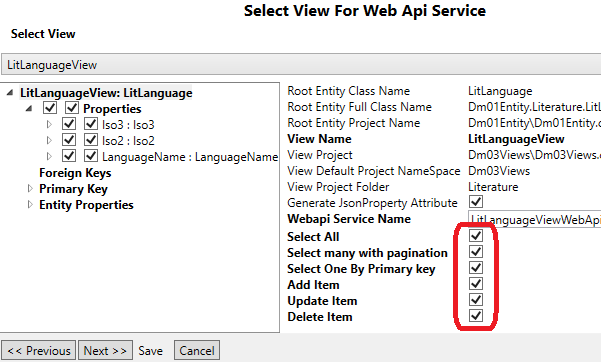 Select View For Web Api Service
Select View
LitLanguageView
LitLanguageView: LitLanguage
Properties
Iso3 : Iso3
Iso2 : Iso2
LanguageName : LanguageName
Foreign Keys
Primary Key
Entity Properties
Root Entity Class Name LitLanguage
Root Entity Full Class Name Dm01Entity.Literature.Lit
Root Entity Project Name Dm01Entity\Dm01Entity.
View Name LitLanguageView
View Project Dm03Views\Dm03Views.
View Default Project NameSpace Dm03Views
View Project Folder Literature
Generate JsonProperty Attribute
Webapi Service Name LitLanguageViewWebApi
Select All
Select many with pagination
Select One By Primary key
Add Item
Update Item
Delete Item
<< Previous Next >> Save Cancel